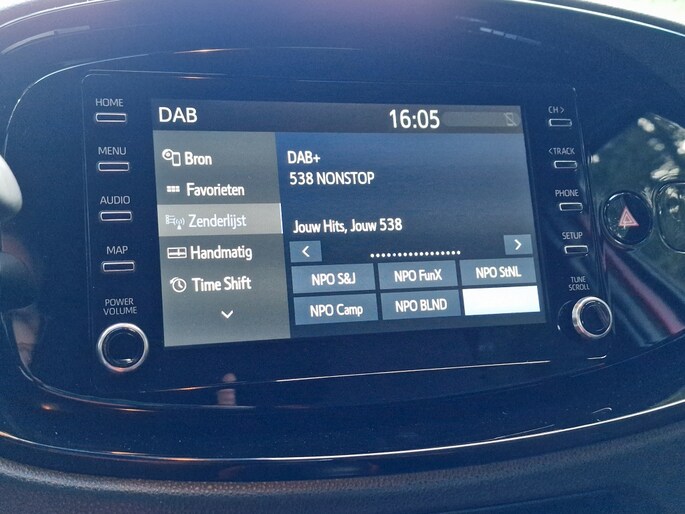 HOME
MENU
AUDIO
MAP
POWER
VOLUME
DAB
16:05
Bron
Favorieten
Zenderlijst
Handmatig
Time Shift
DAB+
538 NONSTOP
Jouw Hits, Jouw 538
NPO S&J
NPO FunX
NPO StNL
NPO Camp
NPO BLND
CH>
<TRACK
PHONE
SETUP
TUNE
SCROLL